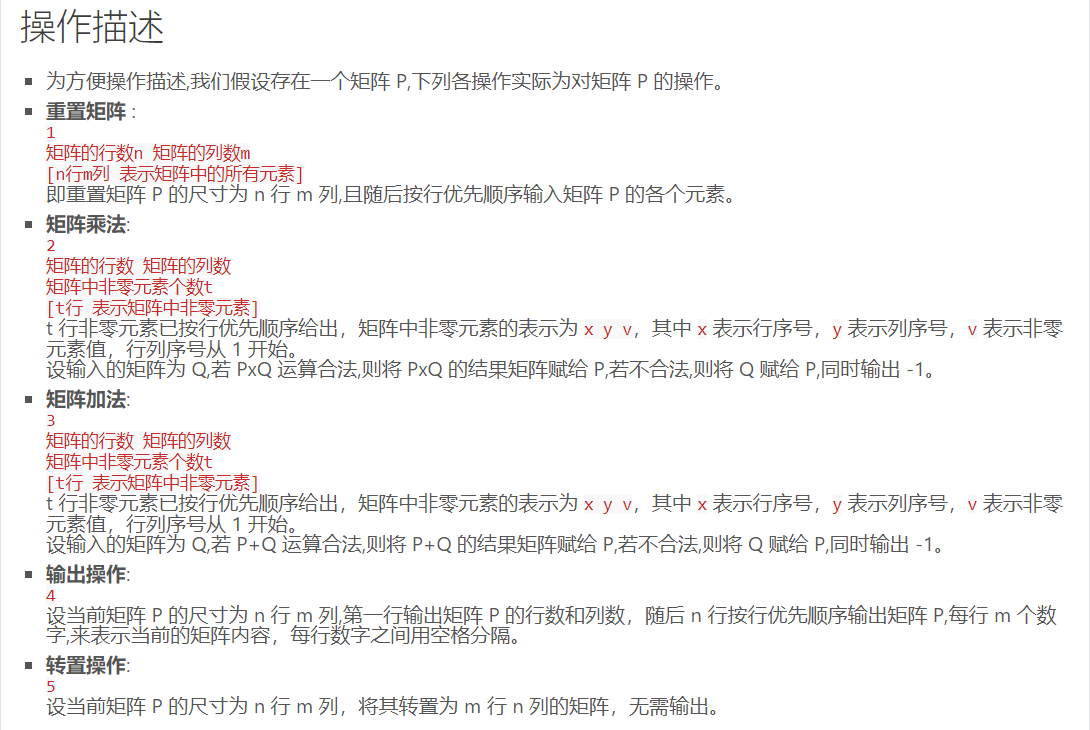 操作描述
▪ 为方便操作描述,我们假设存在一个矩阵 P,下列各操作实际为对矩阵 P 的操作。
▪ 重置矩阵 :
1
矩阵的行数n 矩阵的列数m
[n行m列 表示矩阵中的所有元素]
即重置矩阵 P 的尺寸为 n 行 m 列,且随后按行优先顺序输入矩阵 P 的各个元素。
▪ 矩阵乘法:
2
矩阵的行数 矩阵的列数
矩阵中非零元素个数t
[t行 表示矩阵中非零元素]
t 行非零元素已按行优先顺序给出，矩阵中非零元素的表示为 x y v，其中 x 表示行序号，y 表示列序号，v 表示非零
元素值，行列序号从 1 开始。
设输入的矩阵为 Q,若 PxQ 运算合法,则将 PxQ 的结果矩阵赋给 P,若不合法,则将 Q 赋给 P,同时输出 -1。
▪ 矩阵加法:
3
矩阵的行数 矩阵的列数
矩阵中非零元素个数t
[t行 表示矩阵中非零元素]
t 行非零元素已按行优先顺序给出，矩阵中非零元素的表示为 x y v，其中 x 表示行序号，y 表示列序号，v 表示非零
元素值，行列序号从 1 开始。
设输入的矩阵为 Q,若 P+Q 运算合法,则将 P+Q 的结果矩阵赋给 P,若不合法,则将 Q 赋给 P,同时输出 -1。
▪ 输出操作:
4
设当前矩阵 P 的尺寸为 n 行 m 列,第一行输出矩阵 P 的行数和列数，随后 n 行按行优先顺序输出矩阵 P,每行 m 个数
字,来表示当前的矩阵内容，每行数字之间用空格分隔。
▪ 转置操作:
5
设当前矩阵 P 的尺寸为 n 行 m 列，将其转置为 m 行 n 列的矩阵，无需输出。